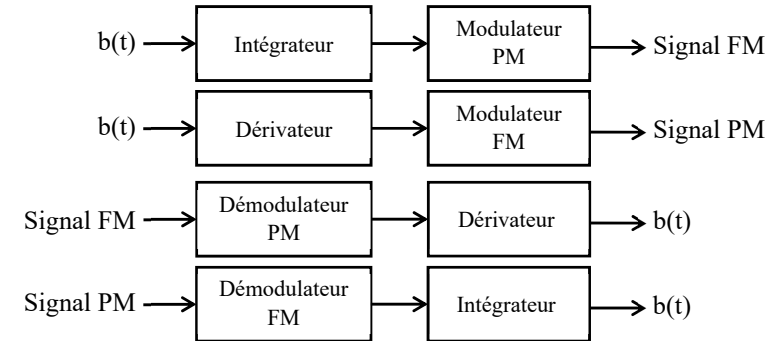 b(t)
Intégrateur
Modulateur
PM
Signal FM
b(t)
Dérivateur
Modulateur
FM
Signal PM
Signal FM
Démodulateur
PM
Dérivateur
b(t)
Signal PM
Démodulateur
FM
Intégrateur
b(t)